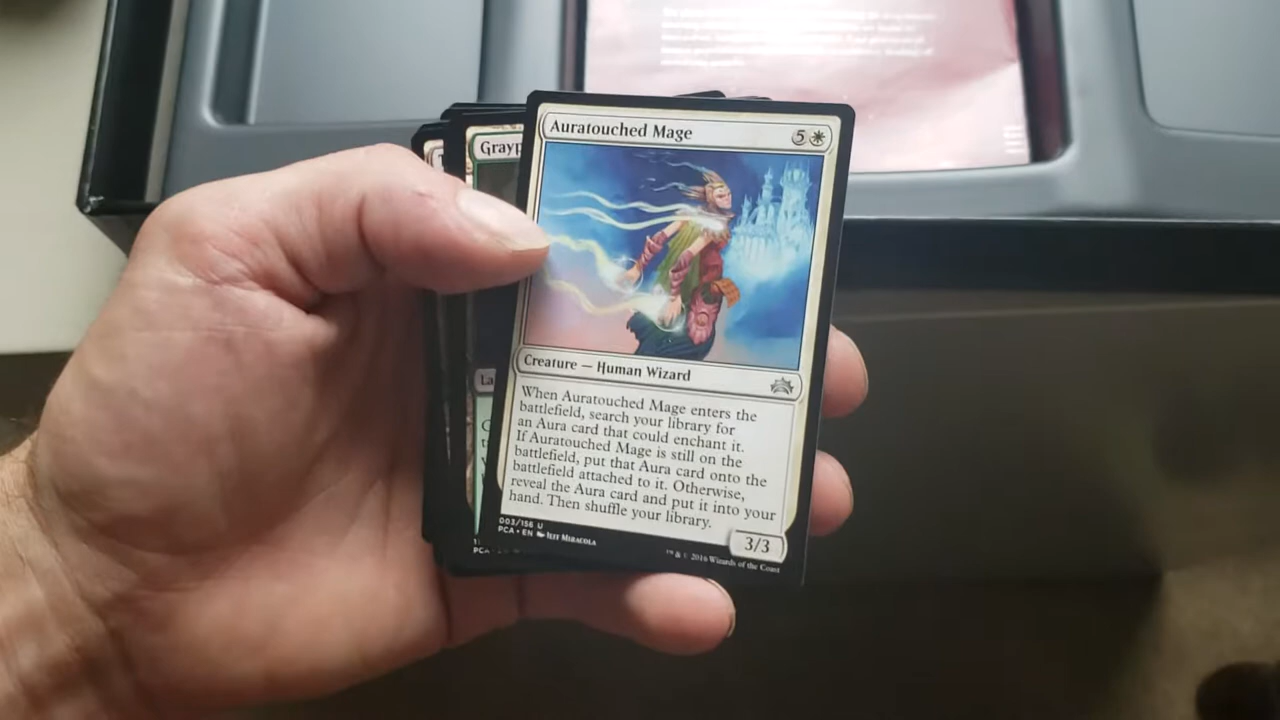 Auratouched Mage 5
Grayp
Creature — Human Wizard
La
When Auratouched Mage enters the
battlefield, search your library for
an Aura card that could enchant it.
If Auratouched Mage is still on the
battlefield, put that Aura card onto the
battlefield attached to it. Otherwise,
reveal the Aura card and put it into your
hand. Then shuffle your library.
3/3
003/156 U
PCA • EN Jeff Miracola
™ & © 2016 Wizards of the Coast
PCA